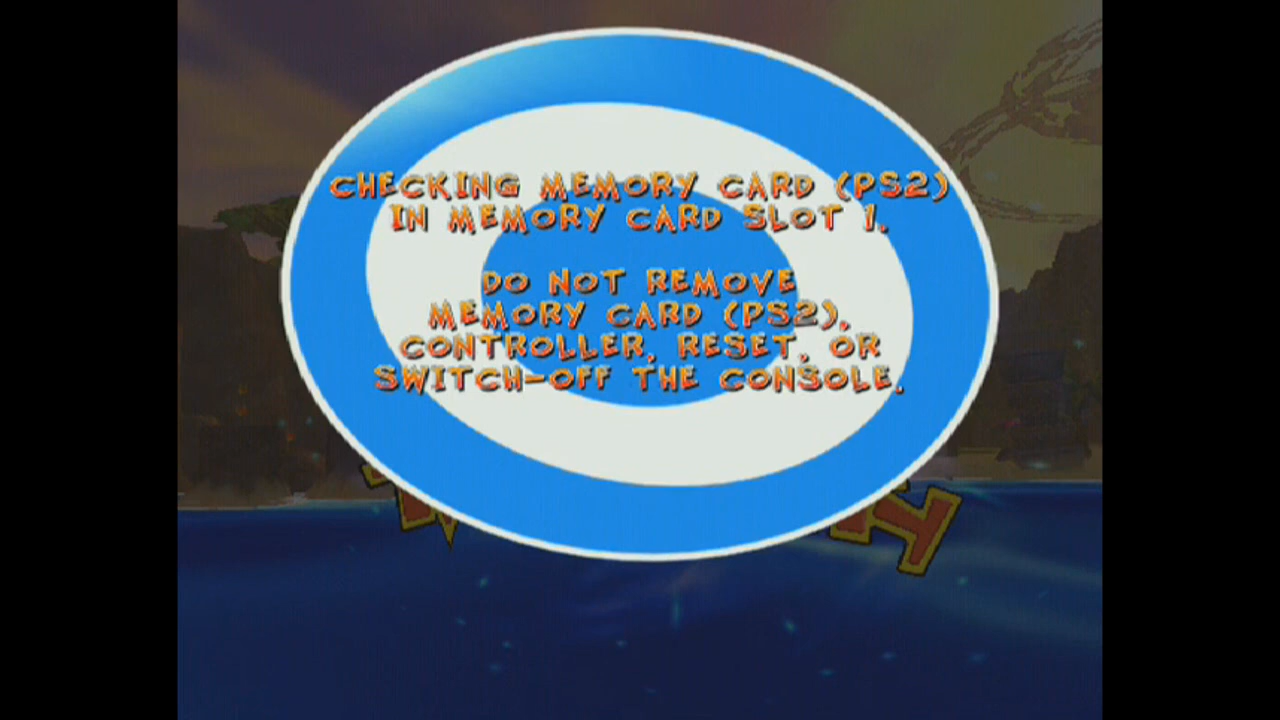 CHECKING MEMORY CARD (PS2)
IN MEMORY CARD SLOT 1.
DO NOT REMOVE
MEMORY CARD (PS2),
CONTROLLER, RESET, OR
SWITCH-OFF THE CONSOLE.